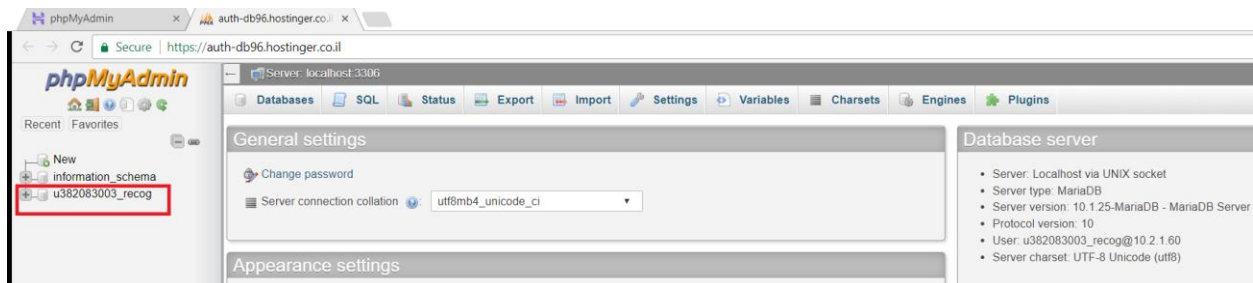 phpMyAdmin
auth-db96.hostinger.co.il
Secure | https://auth-db96.hostinger.co.il
phpMyAdmin
Recent Favorites
New
information_schema
u382083003_recog
Server: localhost:3306
Databases SQL Status Export Import Settings Variables Charsets Engines Plugins
General settings
Change password
Server connection collation : utf8mb4_unicode_ci
Appearance settings
Database server
• Server: Localhost via UNIX socket
• Server type: MariaDB
• Server version: 10.1.25-MariaDB - MariaDB Server
• Protocol version: 10
• User: u382083003_recog@10.2.1.60
• Server charset: UTF-8 Unicode (utf8)